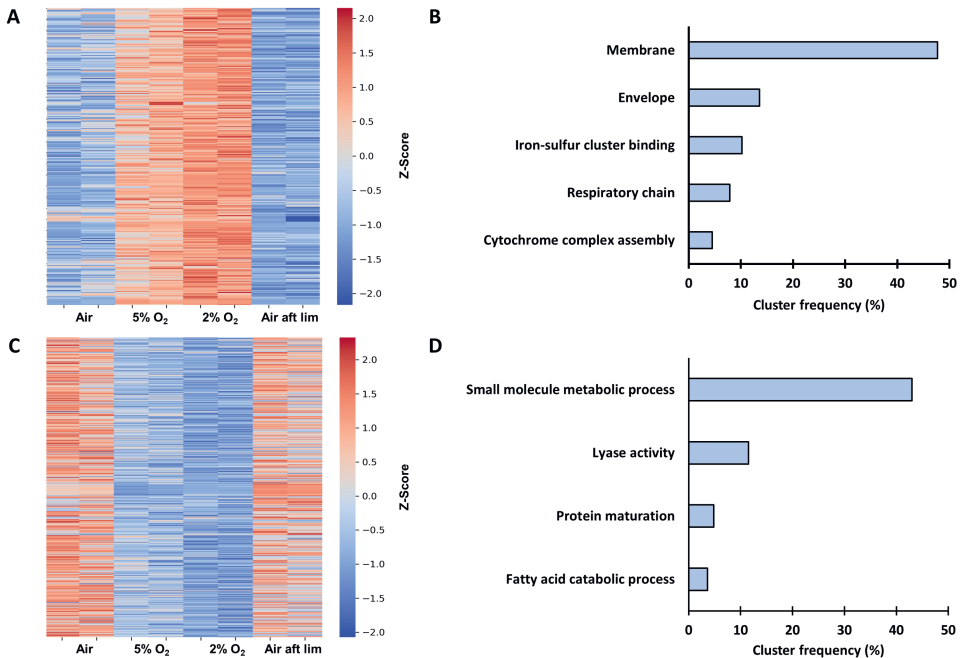 A
2.0
1.5
1.0
0.5
0.0
−0.5
−1.0
−1.5
−2.0
Z-Score
Air
5% O₂
2% O₂
Air aft lim
B
Membrane
Envelope
Iron-sulfur cluster binding
Respiratory chain
Cytochrome complex assembly
0
10
20
30
40
50
Cluster frequency (%)
C
2.0
1.5
1.0
0.5
0.0
−0.5
−1.0
−1.5
−2.0
Z-Score
Air
5% O₂
2% O₂
Air aft lim
D
Small molecule metabolic process
Lyase activity
Protein maturation
Fatty acid catabolic process
0
10
20
30
40
50
Cluster frequency (%)